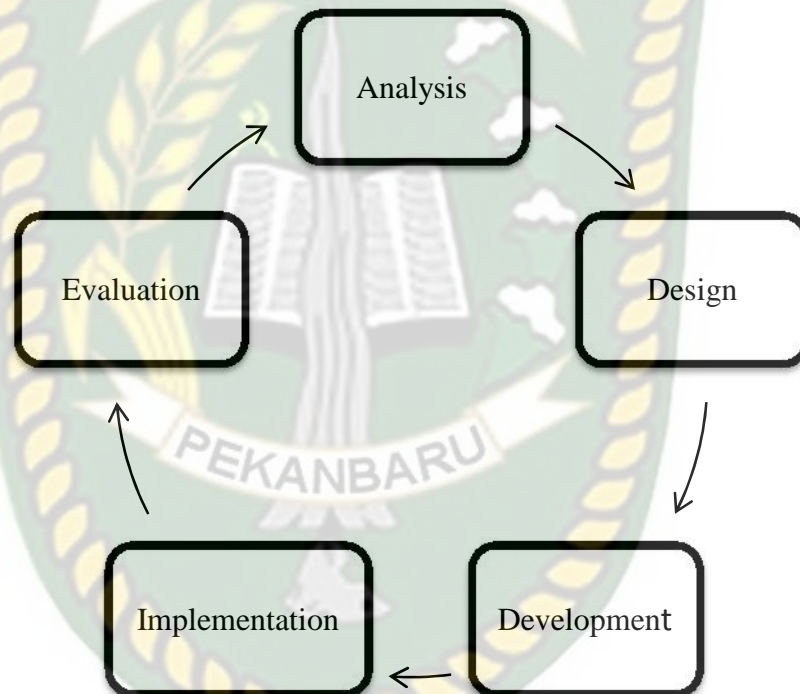 Analysis
Evaluation
Design
PEKANBARU
Implementation
Development